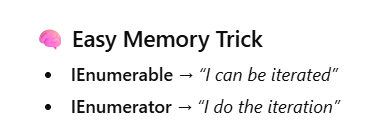 🧠 Easy Memory Trick
• IEnumerable → “I can be iterated”
• IEnumerator → “I do the iteration”